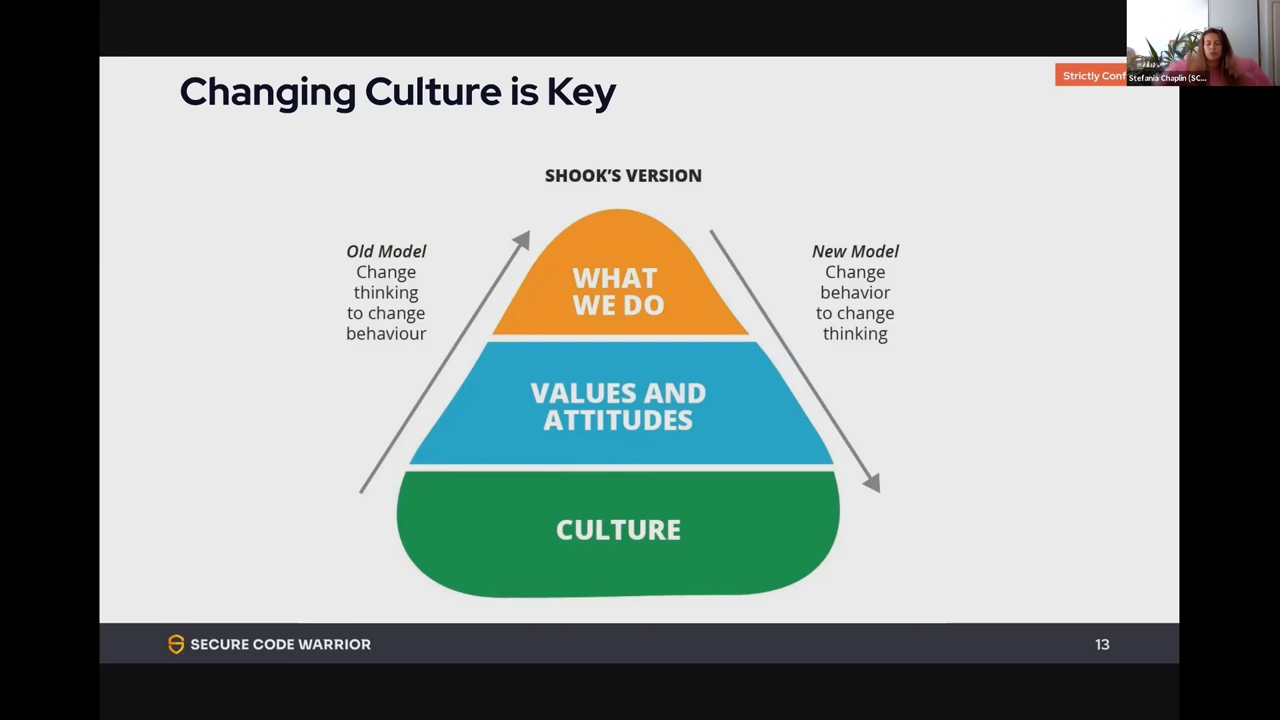 Changing Culture is Key
Strictly Conf
Stefania Chaplin (SC...
SHOOK'S VERSION
Old Model
Change
thinking
to change
behaviour
New Model
Change
behavior
to change
thinking
WHAT
WE DO
VALUES AND
ATTITUDES
CULTURE
SECURE CODE WARRIOR
13